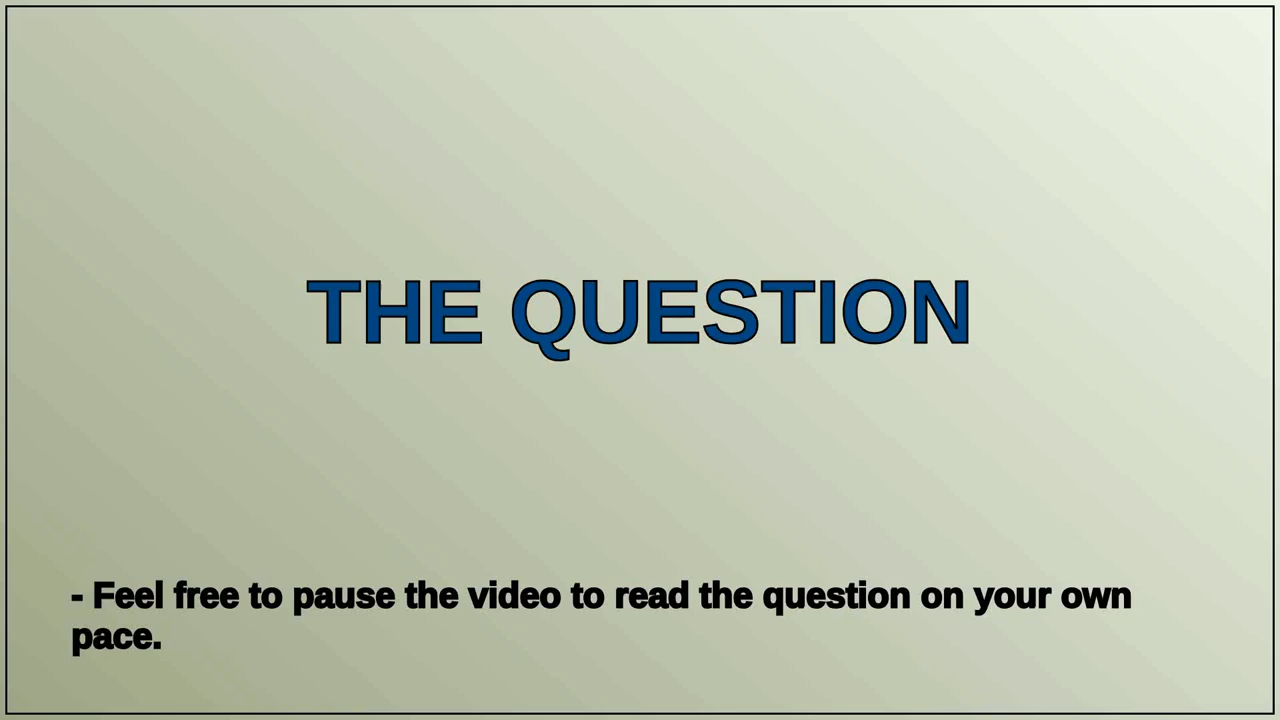 THE QUESTION
- Feel free to pause the video to read the question on your own
pace.